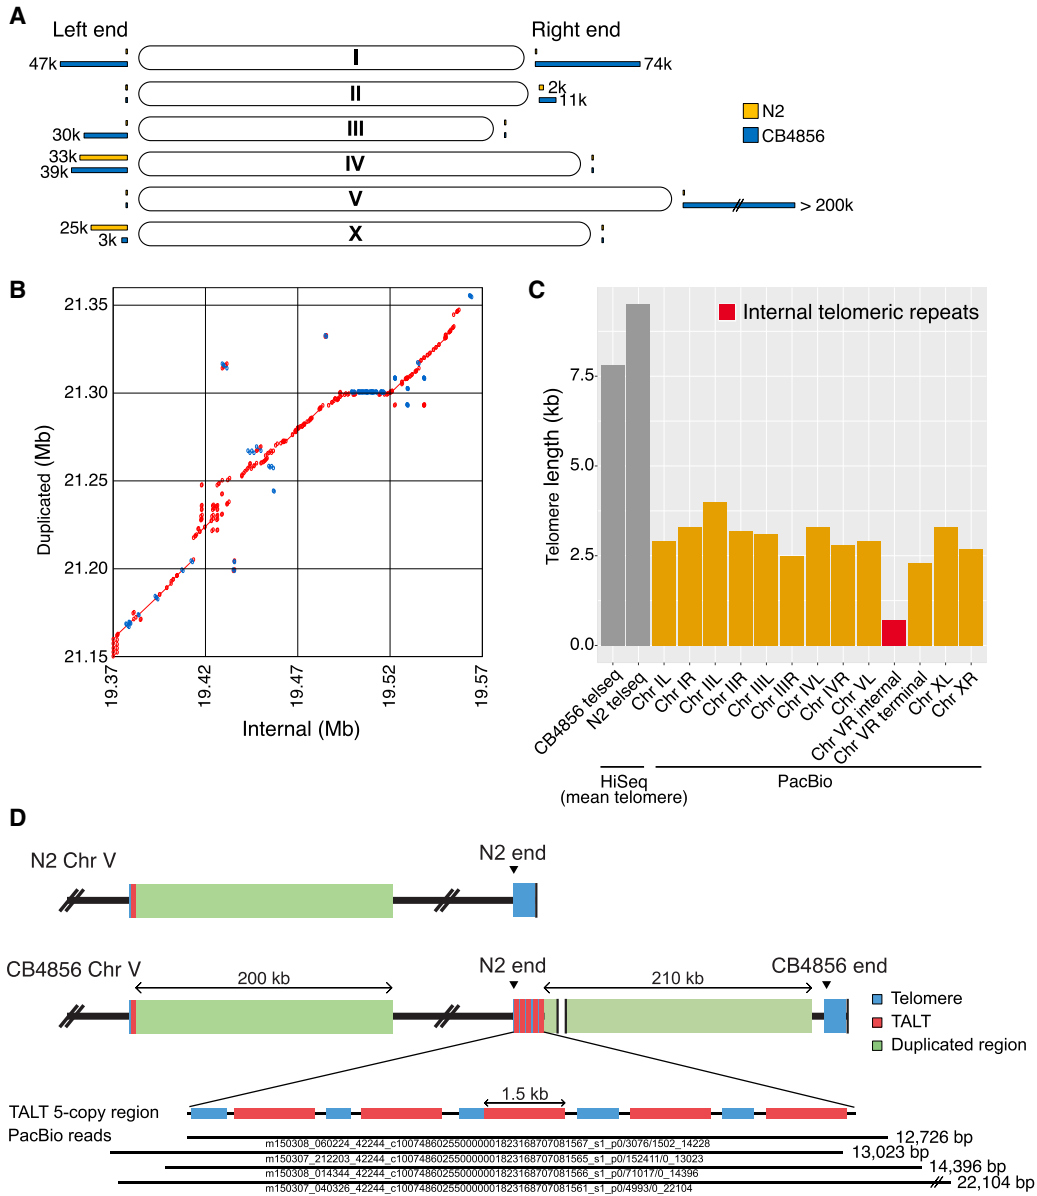 A
Left end
Right end
47k
I
74k
II
2k
11k
N2
30k
III
CB4856
33k
39k
IV
V
> 200k
25k
3k
X
B
Duplicated (Mb)
21.35
21.30
21.25
21.20
21.15
19.37
19.42
19.47
19.52
19.57
Internal (Mb)
C
Internal telomeric repeats
Telomere length (kb)
7.5
5.0
2.5
0.0
CB4856 telseq
N2 telseq
Chr IL
Chr IR
Chr IIL
Chr IIR
Chr IIIL
Chr IIIR
Chr IVL
Chr IVR
Chr VL
Chr VR internal
Chr VR terminal
Chr XL
Chr XR
HiSeq
(mean telomere)
PacBio
D
N2 Chr V
N2 end
CB4856 Chr V
200 kb
N2 end
210 kb
CB4856 end
Telomere
TALT
Duplicated region
1.5 kb
TALT 5-copy region
PacBio reads
12,726 bp
m150308_060224_42244_c100748602550000001823168707081567_s1_p0/3076/1502_14228
13,023 bp
m150307_212203_42244_c100748602550000001823168707081565_s1_p0/152411/0_13023
14,396 bp
m150308_014344_42244_c100748602550000001823168707081566_s1_p0/71017/0_14396
22,104 bp
m150307_040326_42244_c100748602550000001823168707081561_s1_p0/4993/0_22104